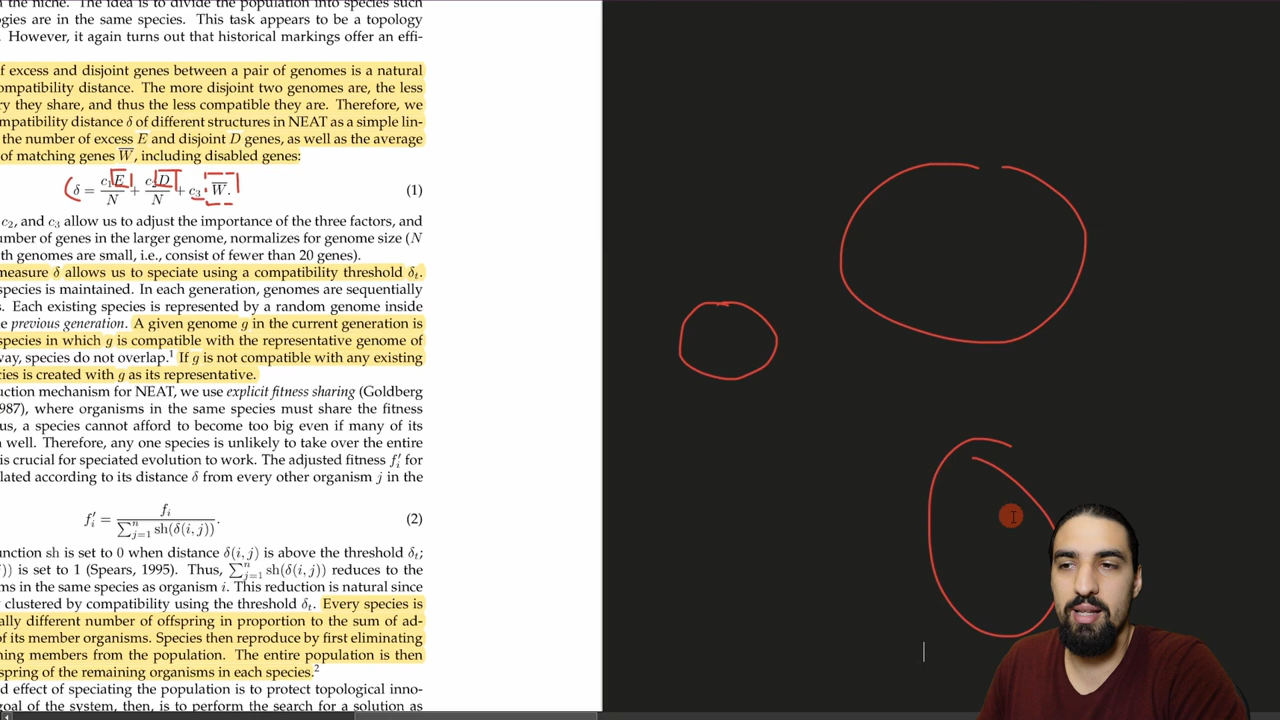 n the niche. The idea is to divide the population into species such
gies are in the same species. This task appears to be a topology
. However, it again turns out that historical markings offer an effi-
f excess and disjoint genes between a pair of genomes is a natural
ompatibility distance. The more disjoint two genomes are, the less
ry they share, and thus the less compatible they are. Therefore, we
mpatibility distance δ of different structures in NEAT as a simple lin-
the number of excess E and disjoint D genes, as well as the average
of matching genes W̅, including disabled genes:
δ = c₁E/N + c₂D/N + c₃ · W̅. (1)
c₂, and c₃ allow us to adjust the importance of the three factors, and
umber of genes in the larger genome, normalizes for genome size (N
th genomes are small, i.e., consist of fewer than 20 genes).
measure δ allows us to speciate using a compatibility threshold δₜ.
species is maintained. In each generation, genomes are sequentially
s. Each existing species is represented by a random genome inside
e previous generation. A given genome g in the current generation is
species in which g is compatible with the representative genome of
way, species do not overlap.¹ If g is not compatible with any existing
cies is created with g as its representative.
uction mechanism for NEAT, we use explicit fitness sharing (Goldberg
987), where organisms in the same species must share the fitness
us, a species cannot afford to become too big even if many of its
n well. Therefore, any one species is unlikely to take over the entire
is crucial for speciated evolution to work. The adjusted fitness f′ᵢ for
lated according to its distance δ from every other organism j in the
f′ᵢ = fᵢ / ∑ⁿⱼ₌₁ sh(δ(i, j)). (2)
unction sh is set to 0 when distance δ(i, j) is above the threshold δₜ;
j)) is set to 1 (Spears, 1995). Thus, ∑ⁿⱼ₌₁ sh(δ(i, j)) reduces to the
ms in the same species as organism i. This reduction is natural since
y clustered by compatibility using the threshold δₜ. Every species is
ally different number of offspring in proportion to the sum of ad-
of its member organisms. Species then reproduce by first eliminating
ming members from the population. The entire population is then
spring of the remaining organisms in each species.²
d effect of speciating the population is to protect topological inno-
goal of the system, then, is to perform the search for a solution as